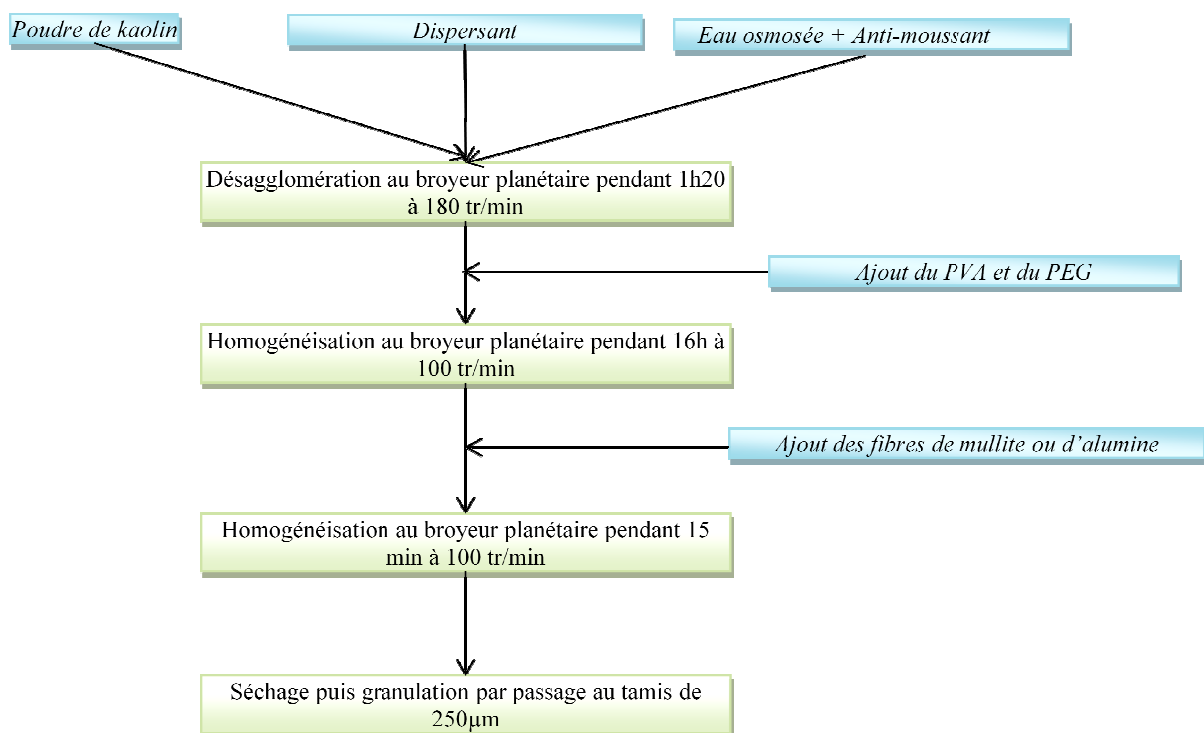 Poudre de kaolin
Dispersant
Eau osmosée + Anti-moussant
Désagglomération au broyeur planétaire pendant 1h20
à 180 tr/min
Ajout du PVA et du PEG
Homogénéisation au broyeur planétaire pendant 16h à
100 tr/min
Ajout des fibres de mullite ou d’alumine
Homogénéisation au broyeur planétaire pendant 15
min à 100 tr/min
Séchage puis granulation par passage au tamis de
250µm